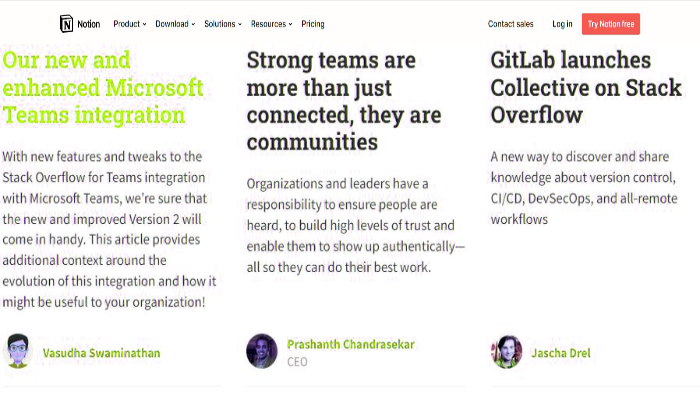 Notion Product Download Solutions Resources Pricing Contact sales Log in Try Notion free
Our new and
enhanced Microsoft
Teams integration
With new features and tweaks to the
Stack Overflow for Teams integration
with Microsoft Teams, we're sure that
the new and improved Version 2 will
come in handy. This article provides
additional context around the
evolution of this integration and how it
might be useful to your organization!
Vasudha Swaminathan
Strong teams are
more than just
connected, they are
communities
Organizations and leaders have a
responsibility to ensure people are
heard, to build high levels of trust and
enable them to show up authentically—
all so they can do their best work.
Prashanth Chandrasekar
CEO
GitLab launches
Collective on Stack
Overflow
A new way to discover and share
knowledge about version control,
CI/CD, DevSecOps, and all-remote
workflows
Jascha Drel